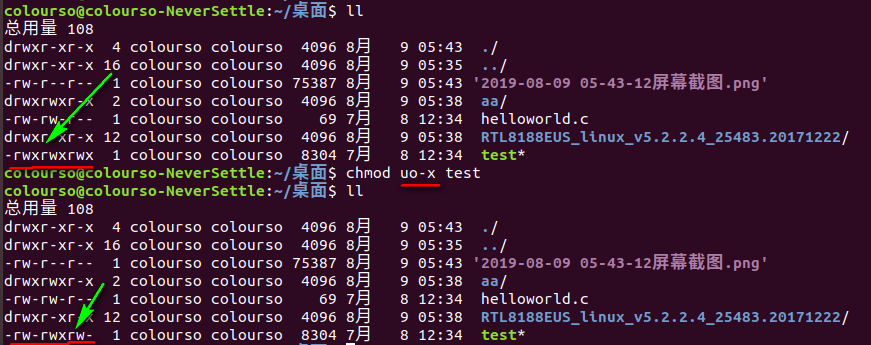 colourso@colourso-NeverSettle:~/桌面$ ll
总用量 108
drwxr-xr-x  4 colourso colourso  4096 8月   9 05:43  ./
drwxr-xr-x 16 colourso colourso  4096 8月   9 05:35  ../
-rw-r--r--  1 colourso colourso 75387 8月   9 05:43 '2019-08-09 05-43-12屏幕截图.png'
drwxrwxr-x  2 colourso colourso  4096 8月   9 05:38  aa/
-rw-rw-r--  1 colourso colourso    69 7月   8 12:34  helloworld.c
drwxr-xr-x 12 colourso colourso  4096 8月   9 05:38  RTL8188EUS_linux_v5.2.2.4_25483.20171222/
-rwxrwxrwx  1 colourso colourso  8304 7月   8 12:34  test*
colourso@colourso-NeverSettle:~/桌面$ chmod uo-x test
colourso@colourso-NeverSettle:~/桌面$ ll
总用量 108
drwxr-xr-x  4 colourso colourso  4096 8月   9 05:43  ./
drwxr-xr-x 16 colourso colourso  4096 8月   9 05:35  ../
-rw-r--r--  1 colourso colourso 75387 8月   9 05:43 '2019-08-09 05-43-12屏幕截图.png'
drwxrwxr-x  2 colourso colourso  4096 8月   9 05:38  aa/
-rw-rw-r--  1 colourso colourso    69 7月   8 12:34  helloworld.c
drwxr-xr-x 12 colourso colourso  4096 8月   9 05:38  RTL8188EUS_linux_v5.2.2.4_25483.20171222/
-rw-rwxrw-  1 colourso colourso  8304 7月   8 12:34  test*